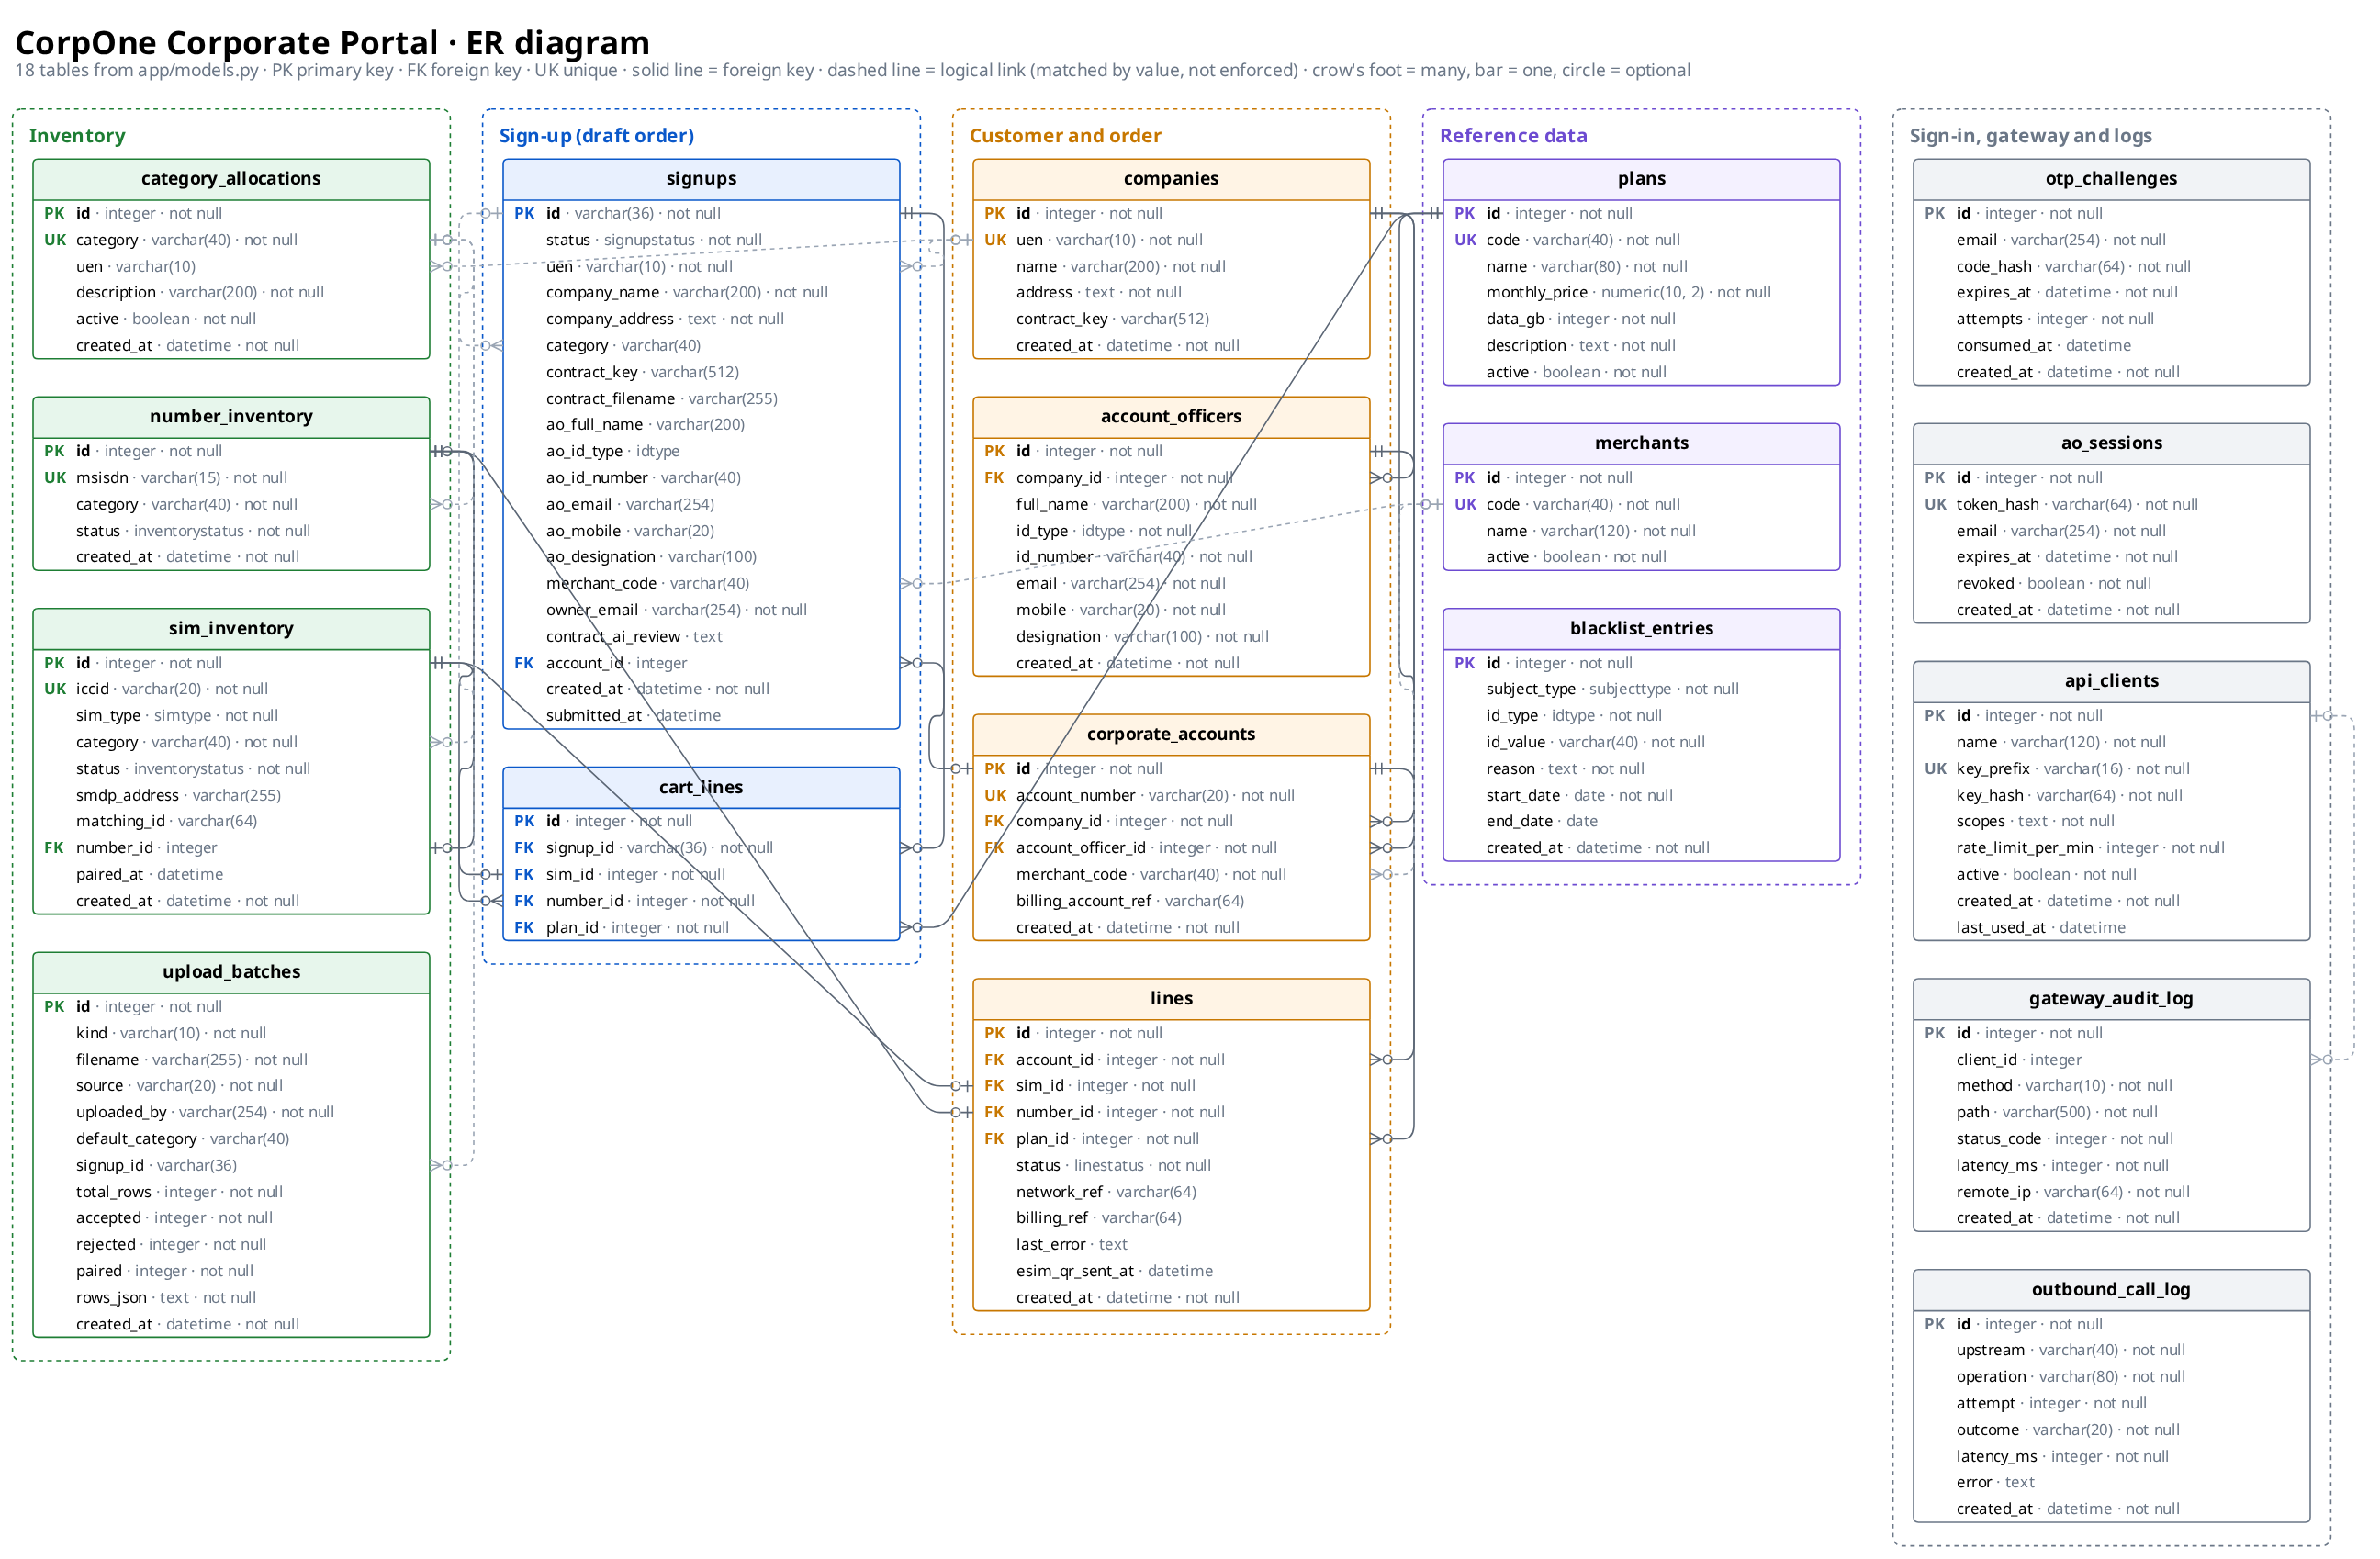 CorpOne Corporate Portal · ER diagram
18 tables from app/models.py · PK primary key · FK foreign key · UK unique · solid line = foreign key · dashed line = logical link (matched by value, not enforced) · crow's foot = many, bar = one, circle = optional
Inventory
category_allocations
PK id · integer · not null
UK category · varchar(40) · not null
uen · varchar(10)
description · varchar(200) · not null
active · boolean · not null
created_at · datetime · not null
number_inventory
PK id · integer · not null
UK msisdn · varchar(15) · not null
category · varchar(40) · not null
status · inventorystatus · not null
created_at · datetime · not null
sim_inventory
PK id · integer · not null
UK iccid · varchar(20) · not null
sim_type · simtype · not null
category · varchar(40) · not null
status · inventorystatus · not null
smdp_address · varchar(255)
matching_id · varchar(64)
FK number_id · integer
paired_at · datetime
created_at · datetime · not null
upload_batches
PK id · integer · not null
kind · varchar(10) · not null
filename · varchar(255) · not null
source · varchar(20) · not null
uploaded_by · varchar(254) · not null
default_category · varchar(40)
signup_id · varchar(36)
total_rows · integer · not null
accepted · integer · not null
rejected · integer · not null
paired · integer · not null
rows_json · text · not null
created_at · datetime · not null
Sign-up (draft order)
signups
PK id · varchar(36) · not null
status · signupstatus · not null
uen · varchar(10) · not null
company_name · varchar(200) · not null
company_address · text · not null
category · varchar(40)
contract_key · varchar(512)
contract_filename · varchar(255)
ao_full_name · varchar(200)
ao_id_type · idtype
ao_id_number · varchar(40)
ao_email · varchar(254)
ao_mobile · varchar(20)
ao_designation · varchar(100)
merchant_code · varchar(40)
owner_email · varchar(254) · not null
contract_ai_review · text
FK account_id · integer
created_at · datetime · not null
submitted_at · datetime
cart_lines
PK id · integer · not null
FK signup_id · varchar(36) · not null
FK sim_id · integer · not null
FK number_id · integer · not null
FK plan_id · integer · not null
Customer and order
companies
PK id · integer · not null
UK uen · varchar(10) · not null
name · varchar(200) · not null
address · text · not null
contract_key · varchar(512)
created_at · datetime · not null
account_officers
PK id · integer · not null
FK company_id · integer · not null
full_name · varchar(200) · not null
id_type · idtype · not null
id_number · varchar(40) · not null
email · varchar(254) · not null
mobile · varchar(20) · not null
designation · varchar(100) · not null
created_at · datetime · not null
corporate_accounts
PK id · integer · not null
UK account_number · varchar(20) · not null
FK company_id · integer · not null
FK account_officer_id · integer · not null
merchant_code · varchar(40) · not null
billing_account_ref · varchar(64)
created_at · datetime · not null
lines
PK id · integer · not null
FK account_id · integer · not null
FK sim_id · integer · not null
FK number_id · integer · not null
FK plan_id · integer · not null
status · linestatus · not null
network_ref · varchar(64)
billing_ref · varchar(64)
last_error · text
esim_qr_sent_at · datetime
created_at · datetime · not null
Reference data
plans
PK id · integer · not null
UK code · varchar(40) · not null
name · varchar(80) · not null
monthly_price · numeric(10, 2) · not null
data_gb · integer · not null
description · text · not null
active · boolean · not null
merchants
PK id · integer · not null
UK code · varchar(40) · not null
name · varchar(120) · not null
active · boolean · not null
blacklist_entries
PK id · integer · not null
subject_type · subjecttype · not null
id_type · idtype · not null
id_value · varchar(40) · not null
reason · text · not null
start_date · date · not null
end_date · date
created_at · datetime · not null
Sign-in, gateway and logs
otp_challenges
PK id · integer · not null
email · varchar(254) · not null
code_hash · varchar(64) · not null
expires_at · datetime · not null
attempts · integer · not null
consumed_at · datetime
created_at · datetime · not null
ao_sessions
PK id · integer · not null
UK token_hash · varchar(64) · not null
email · varchar(254) · not null
expires_at · datetime · not null
revoked · boolean · not null
created_at · datetime · not null
api_clients
PK id · integer · not null
name · varchar(120) · not null
UK key_prefix · varchar(16) · not null
key_hash · varchar(64) · not null
scopes · text · not null
rate_limit_per_min · integer · not null
active · boolean · not null
created_at · datetime · not null
last_used_at · datetime
gateway_audit_log
PK id · integer · not null
client_id · integer
method · varchar(10) · not null
path · varchar(500) · not null
status_code · integer · not null
latency_ms · integer · not null
remote_ip · varchar(64) · not null
created_at · datetime · not null
outbound_call_log
PK id · integer · not null
upstream · varchar(40) · not null
operation · varchar(80) · not null
attempt · integer · not null
outcome · varchar(20) · not null
latency_ms · integer · not null
error · text
created_at · datetime · not null